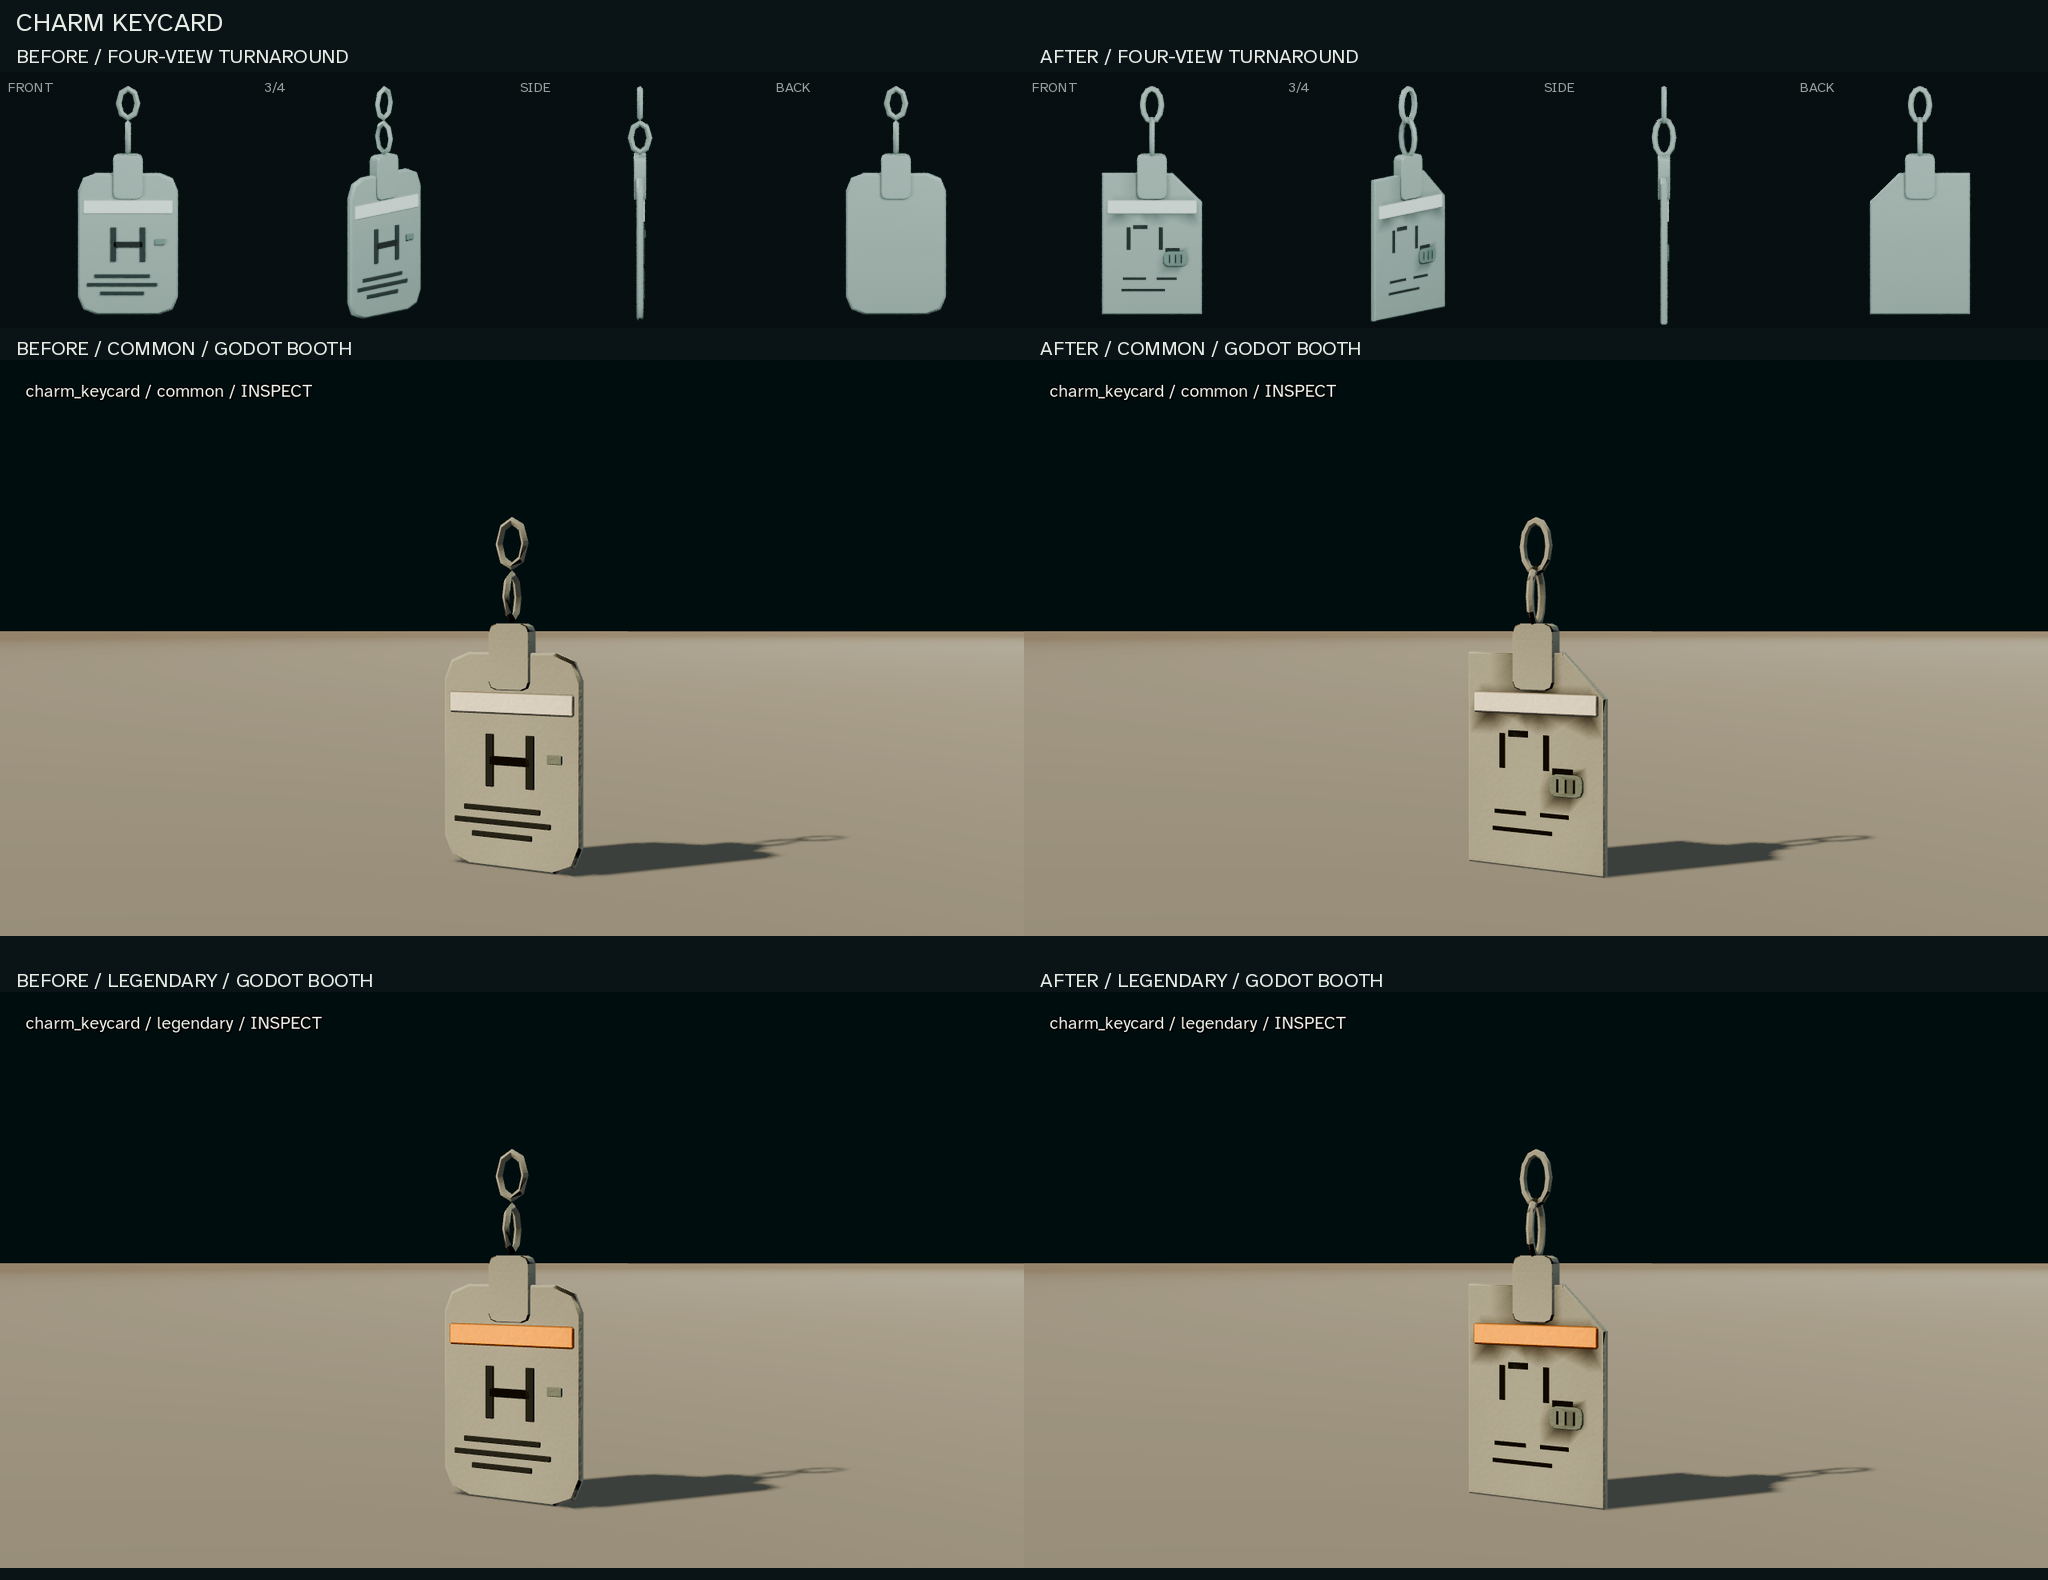 CHARM KEYCARD
BEFORE / FOUR-VIEW TURNAROUND
AFTER / FOUR-VIEW TURNAROUND
FRONT
3/4
SIDE
BACK
FRONT
3/4
SIDE
BACK
H
H
BEFORE / COMMON / GODOT BOOTH
AFTER / COMMON / GODOT BOOTH
charm_keycard / common / INSPECT
charm_keycard / common / INSPECT
H
BEFORE / LEGENDARY / GODOT BOOTH
AFTER / LEGENDARY / GODOT BOOTH
charm_keycard / legendary / INSPECT
charm_keycard / legendary / INSPECT
H